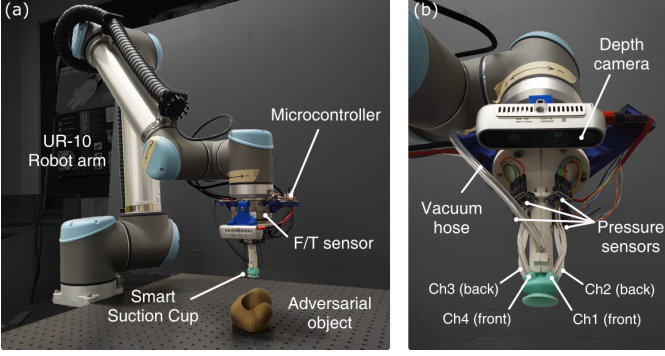 (a)
UR-10
Robot arm
Microcontroller
F/T sensor
Smart
Suction Cup
Adversarial
object
(b)
Depth
camera
Vacuum
hose
Pressure
sensors
Ch3 (back)
Ch2 (back)
Ch4 (front)
Ch1 (front)